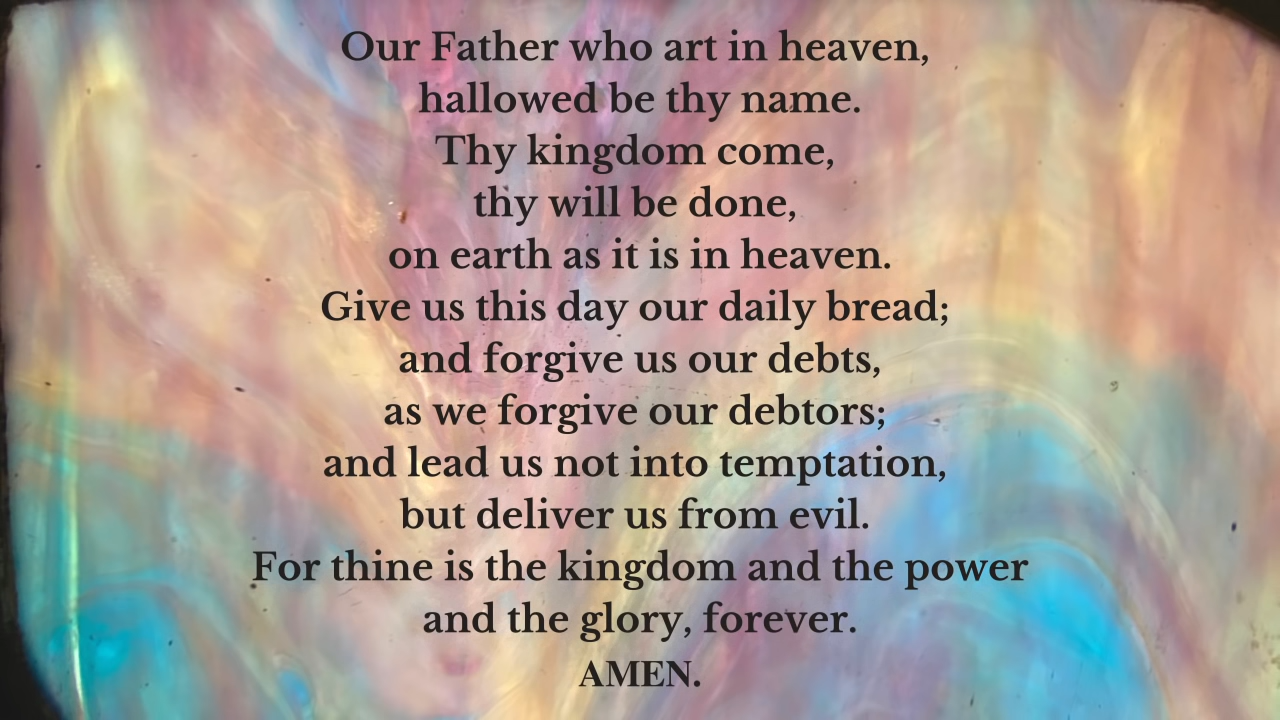 Our Father who art in heaven,
hallowed be thy name.
Thy kingdom come,
thy will be done,
on earth as it is in heaven.
Give us this day our daily bread;
and forgive us our debts,
as we forgive our debtors;
and lead us not into temptation,
but deliver us from evil.
For thine is the kingdom and the power
and the glory, forever.
AMEN.